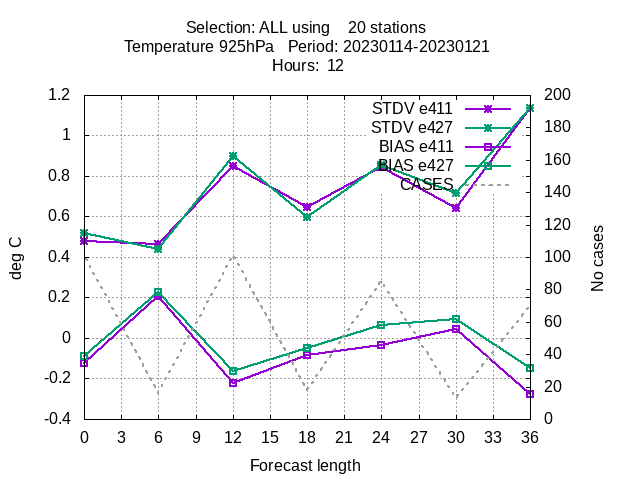 Selection: ALL using 20 stations
Temperature 925hPa Period: 20230114-20230121
Hours: 12
1.2
1
0.8
0.6
0.4
0.2
0
-0.2
-0.4
deg C
STDV e411
STDV e427
BIAS e411
BIAS e427
CASES
200
180
160
140
120
100
80
60
40
20
0
No cases
0 3 6 9 12 15 18 21 24 27 30 33 36
Forecast length